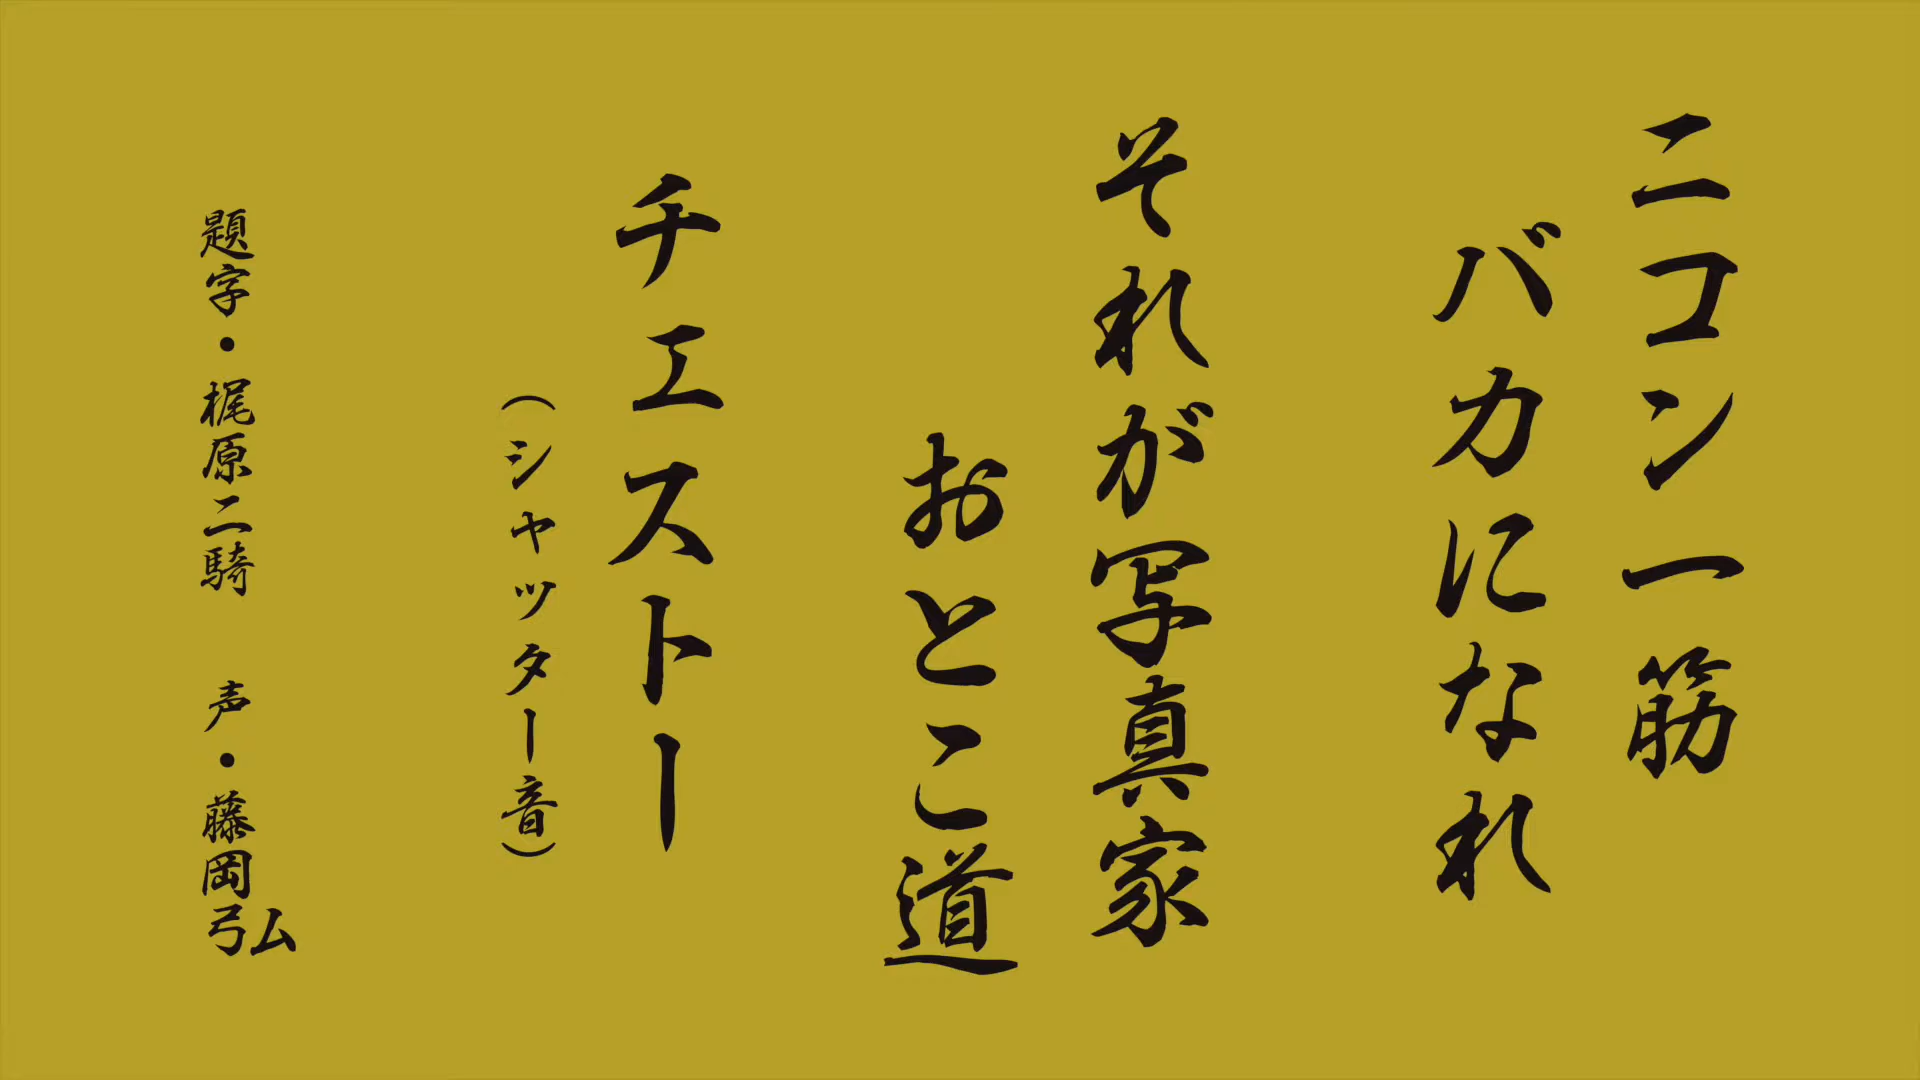 ニコン一筋
バカになれ
それが写真家
おとこ道
チェストー
（シャッター音）
題字・梶原二騎　声・藤岡弓ム